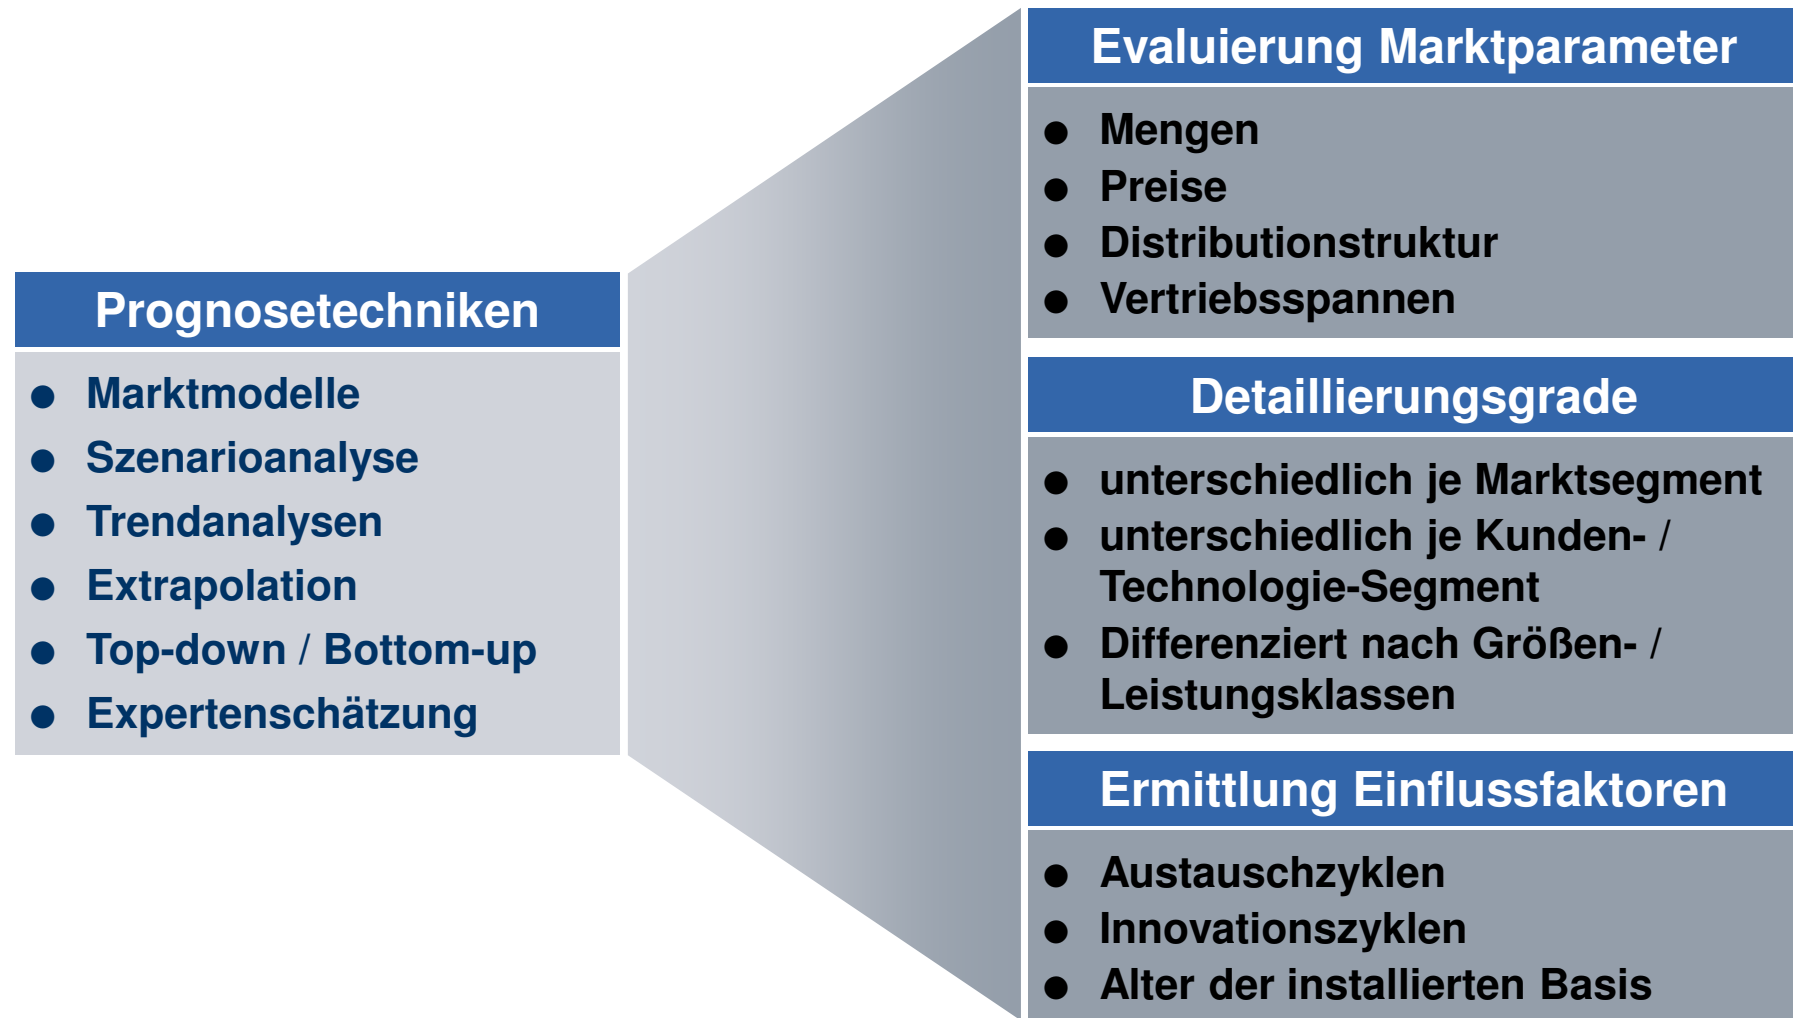 Prognosetechniken
● Marktmodelle
● Szenarioanalyse
● Trendanalysen
● Extrapolation
● Top-down / Bottom-up
● Expertenschätzung
Evaluierung Marktparameter
● Mengen
● Preise
● Distributionstruktur
● Vertriebsspannen
Detaillierungsgrade
● unterschiedlich je Marktsegment
● unterschiedlich je Kunden- /
Technologie-Segment
● Differenziert nach Größen- /
Leistungsklassen
Ermittlung Einflussfaktoren
● Austauschzyklen
● Innovationszyklen
● Alter der installierten Basis